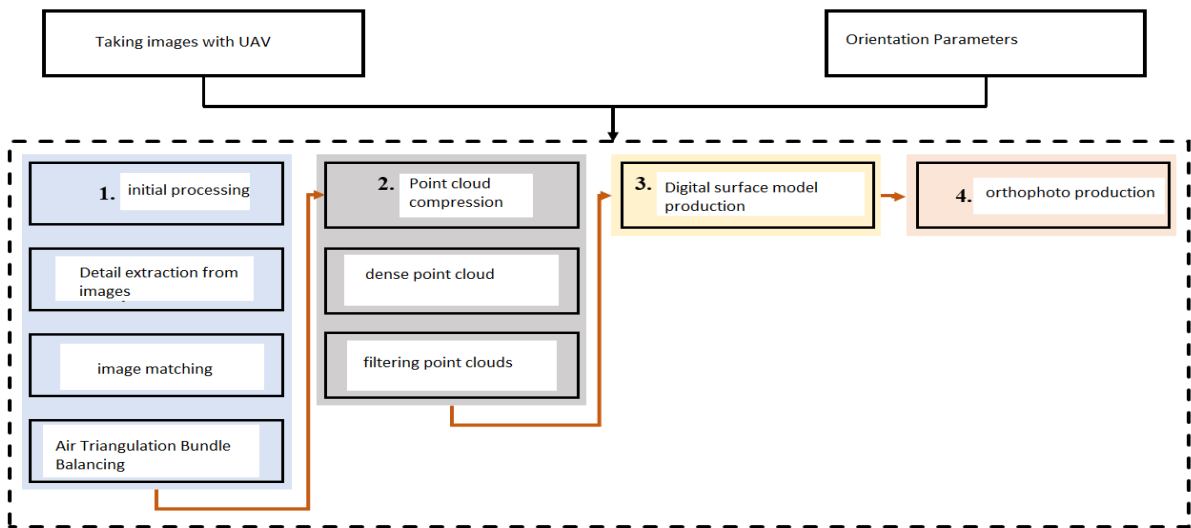 Taking images with UAV
Orientation Parameters
1. initial processing
Detail extraction from
images
image matching
Air Triangulation Bundle
Balancing
2. Point cloud
compression
dense point cloud
filtering point clouds
3. Digital surface model
production
4. orthophoto production